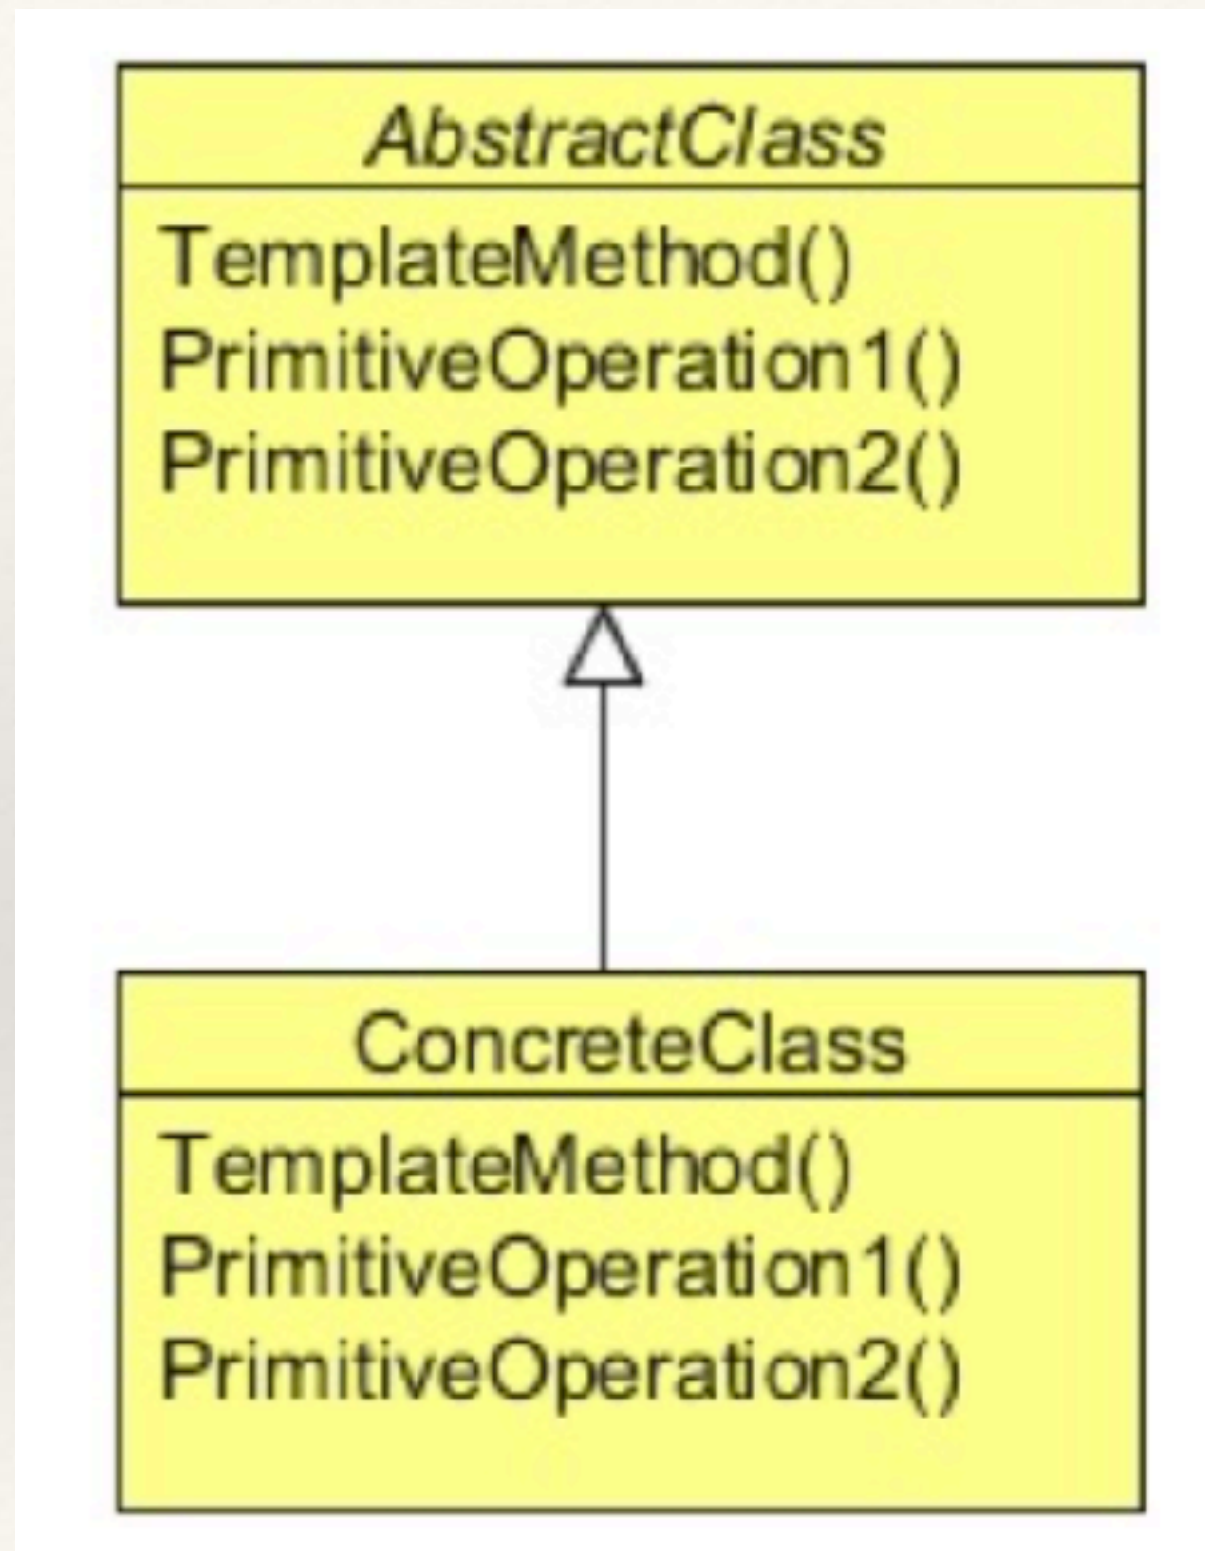 AbstractClass
TemplateMethod()
PrimitiveOperation1()
PrimitiveOperation2()
ConcreteClass
TemplateMethod()
PrimitiveOperation1()
PrimitiveOperation2()